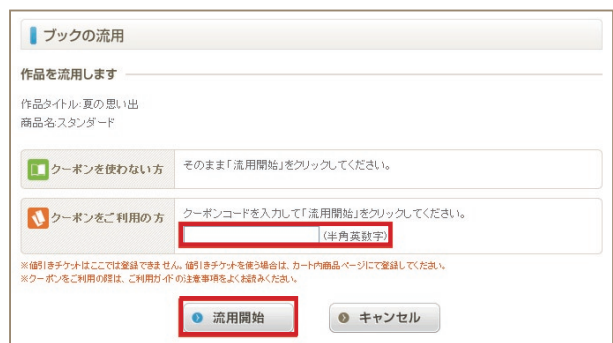 ブックの流用
作品を流用します
作品タイトル:夏の思い出
商品名:スタンダード
クーポンを使わない方
そのまま「流用開始」をクリックしてください。
クーポンをご利用の方
クーポンコードを入力して「流用開始」をクリックしてください。
(半角英数字)
※値引きチケットはここでは登録できません。値引きチケットを使う場合は、カート内商品ページにて登録してください。
※クーポンをご利用の際は、ご利用ガイドの注意事項をよくお読みください。
流用開始
キャンセル